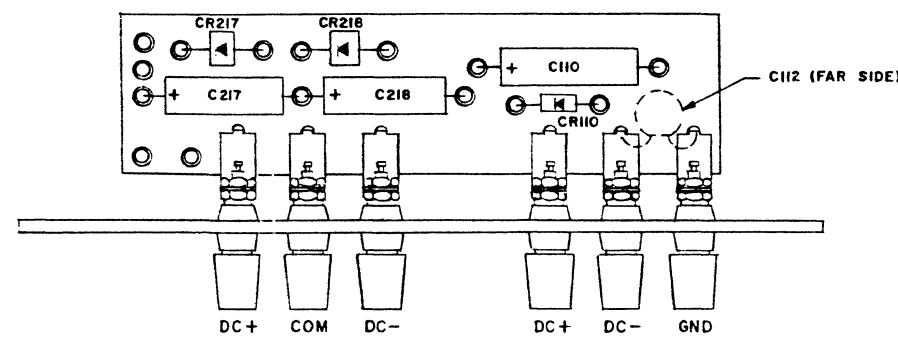 CR217
CR218
C110
C112 (FAR SIDE)
C217
C218
CR110
DC+ COM DC- DC+ DC- GND